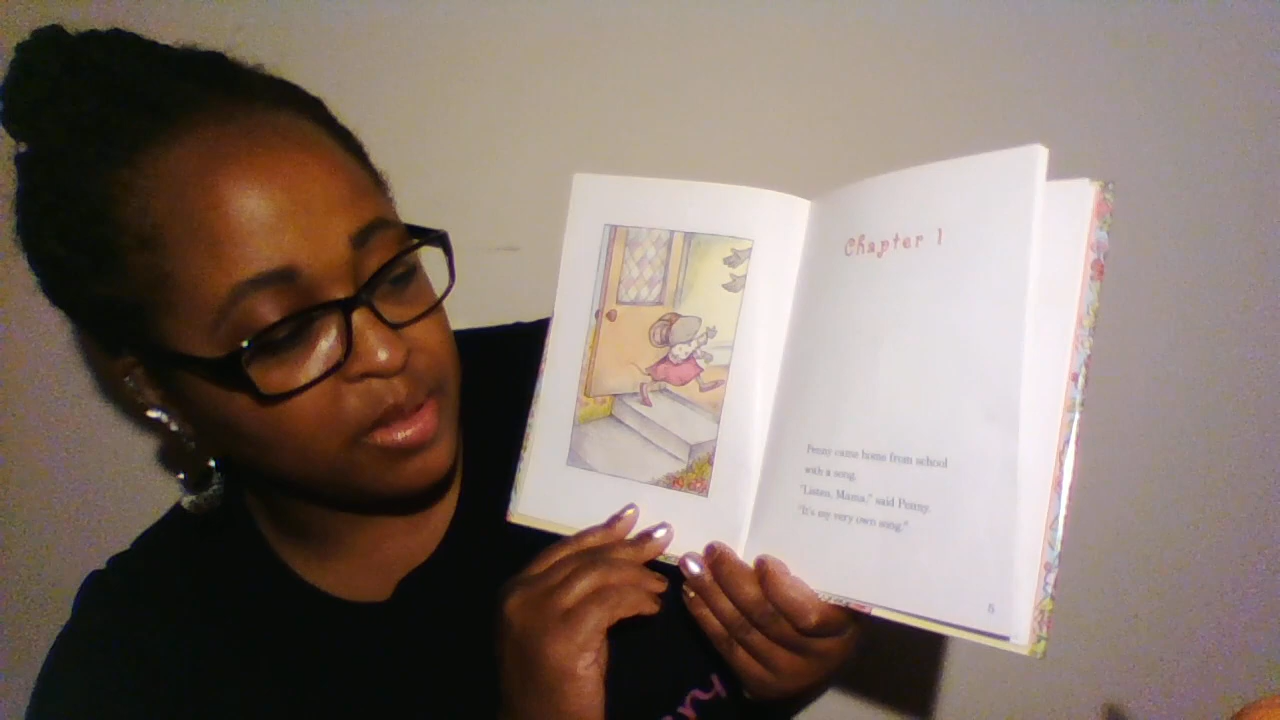 Chapter 1
Penny came home from school
with a song.
"Listen, Mama," said Penny.
"It's my very own song."
5